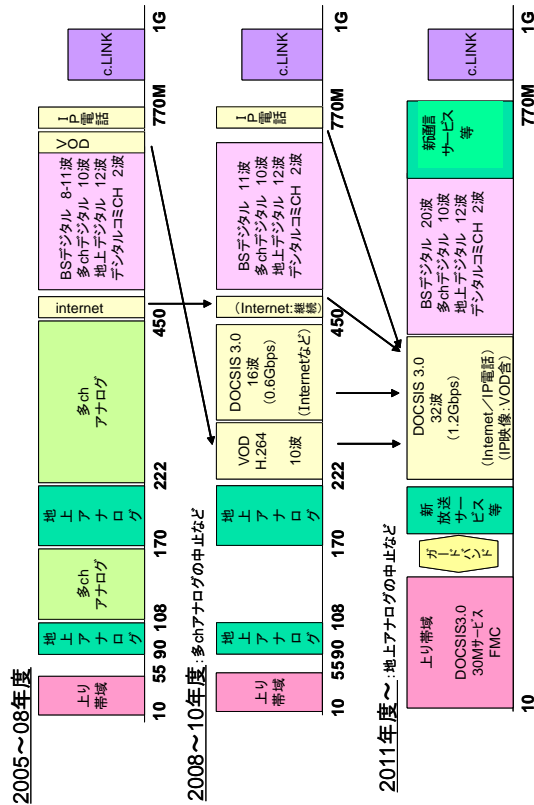 2005～08年度
上り
帯域
地上アナログ
多ch
アナログ
地上アナログ
多ch
アナログ
internet
BSデジタル 8-11波
多chデジタル 10波
地上デジタル 12波
デジタルコミCH 2波
VOD
IP電話
c.LINK
10
55
90
108
170
222
450
770M
1G
2008～10年度：多chアナログの中止など
上り
帯域
地上アナログ
地上アナログ
VOD
H.264
10波
DOCSIS 3.0
16波
（0.6Gbps）
（Internetなど）
（Internet：継続）
BSデジタル 11波
多chデジタル 10波
地上デジタル 12波
デジタルコミCH 2波
IP電話
c.LINK
10
55
90
108
170
222
450
770M
1G
2011年度～：地上アナログの中止など
上り帯域
DOCSIS3.0
30Mサービス
FMC
ガードバンド
新
放送
サービス
等
DOCSIS 3.0
32波
（1.2Gbps）
（Internet／IP電話）
（IP映像：VOD含）
BSデジタル 20波
多chデジタル 10波
地上デジタル 12波
デジタルコミCH 2波
新通信
サービス
等
c.LINK
10
770M
1G